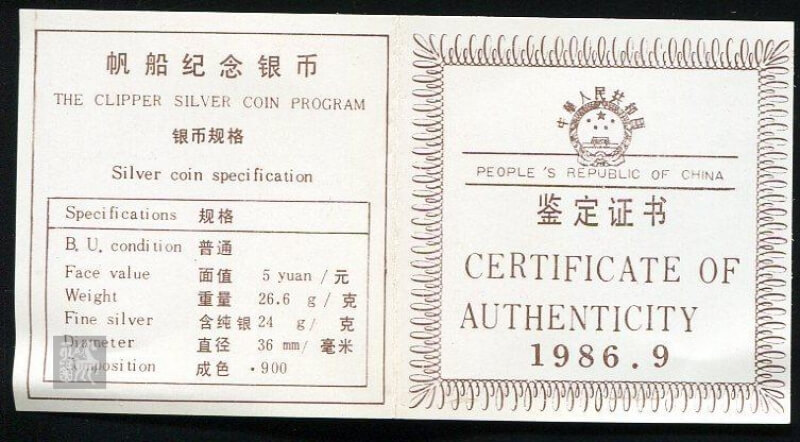 帆船纪念银币
THE CLIPPER SILVER COIN PROGRAM
银币规格
Silver coin specification
Specifications 规格
B. U. condition 普通
Face value 面值 5 yuan / 元
Weight 重量 26.6 g / 克
Fine silver 含纯银 24 g / 克
Diameter 直径 36 mm / 毫米
position 成色 .900
中華人民共和国
PEOPLE 'S REPUBLIC OF CHINA
鉴定证书
CERTIFICATE OF
AUTHENTICITY
1986.9